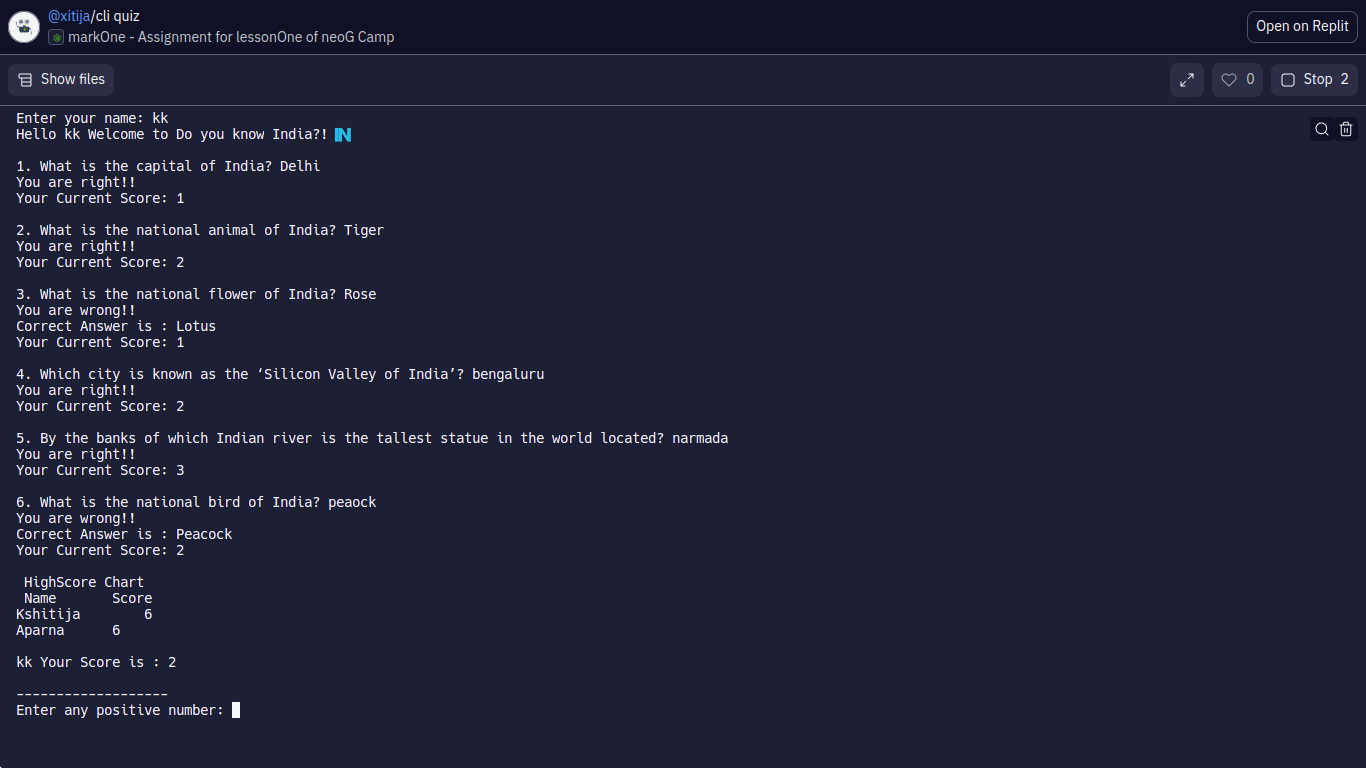 @xitija/cli quiz
markOne - Assignment for lessonOne of neoG Camp
Open on Replit
Show files
0
Stop 2
Enter your name: kk
Hello kk Welcome to Do you know India?! IN
1. What is the capital of India? Delhi
You are right!!
Your Current Score: 1
2. What is the national animal of India? Tiger
You are right!!
Your Current Score: 2
3. What is the national flower of India? Rose
You are wrong!!
Correct Answer is : Lotus
Your Current Score: 1
4. Which city is known as the ‘Silicon Valley of India’? bengaluru
You are right!!
Your Current Score: 2
5. By the banks of which Indian river is the tallest statue in the world located? narmada
You are right!!
Your Current Score: 3
6. What is the national bird of India? peaock
You are wrong!!
Correct Answer is : Peacock
Your Current Score: 2
HighScore Chart
Name Score
Kshitija 6
Aparna 6
kk Your Score is : 2
-------------------
Enter any positive number: